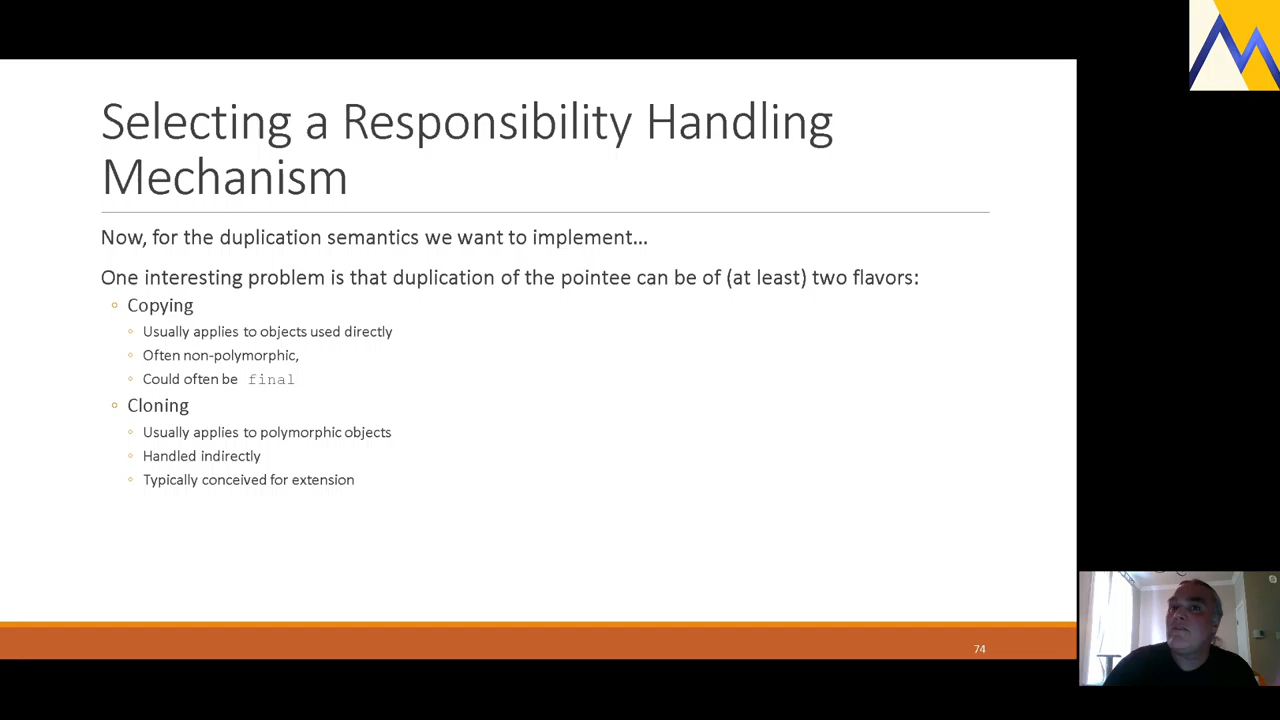 Selecting a Responsibility Handling
Mechanism
Now, for the duplication semantics we want to implement…
One interesting problem is that duplication of the pointee can be of (at least) two flavors:
Copying
Usually applies to objects used directly
Often non-polymorphic,
Could often be final
Cloning
Usually applies to polymorphic objects
Handled indirectly
Typically conceived for extension
74